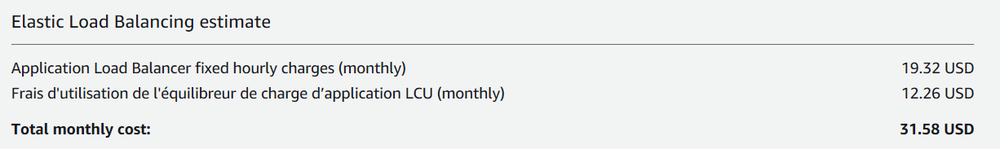 Elastic Load Balancing estimate
Application Load Balancer fixed hourly charges (monthly) 19.32 USD
Frais d'utilisation de l'équilibreur de charge d’application LCU (monthly) 12.26 USD
Total monthly cost: 31.58 USD